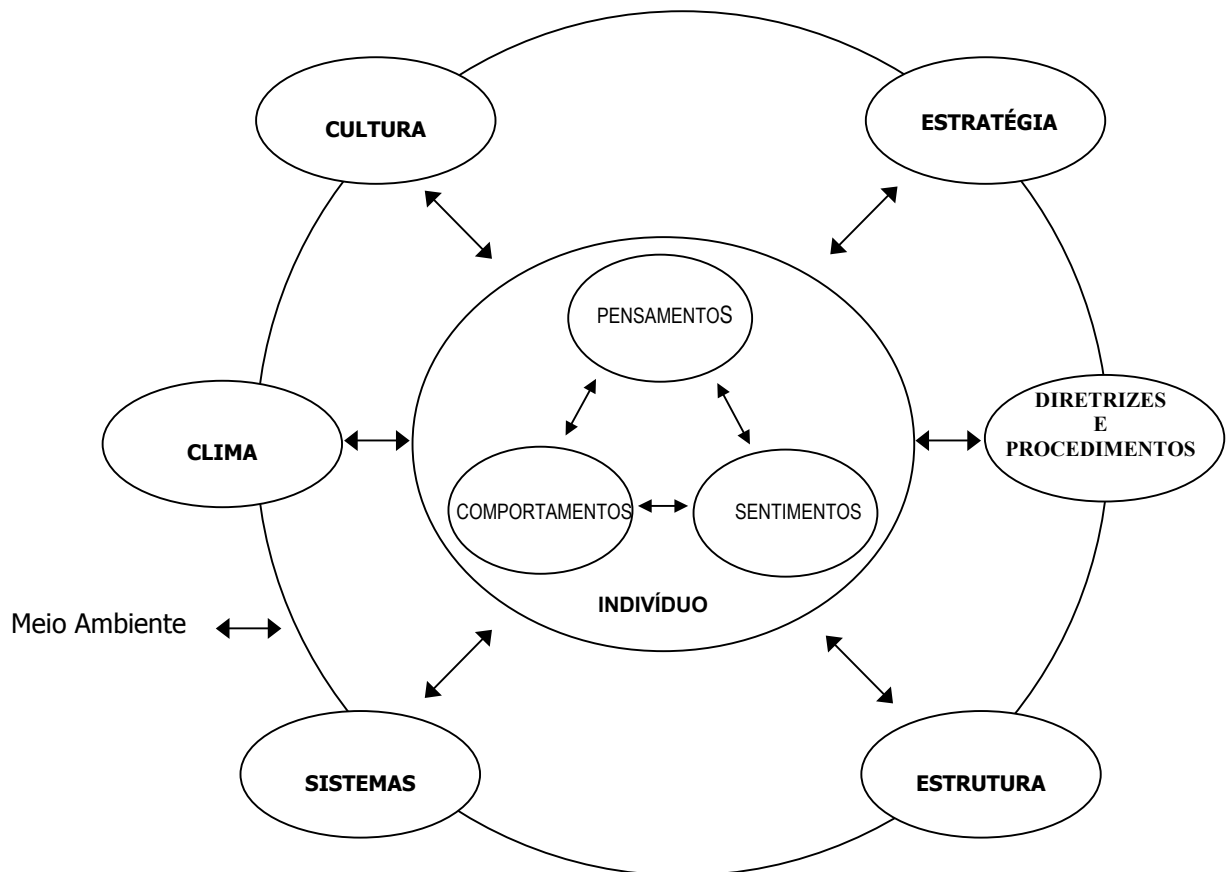 CULTURA
ESTRATÉGIA
PENSAMENTOS
DIRETRIZES
E
PROCEDIMENTOS
CLIMA
COMPORTAMENTOS
SENTIMENTOS
INDIVÍDUO
Meio Ambiente
SISTEMAS
ESTRUTURA